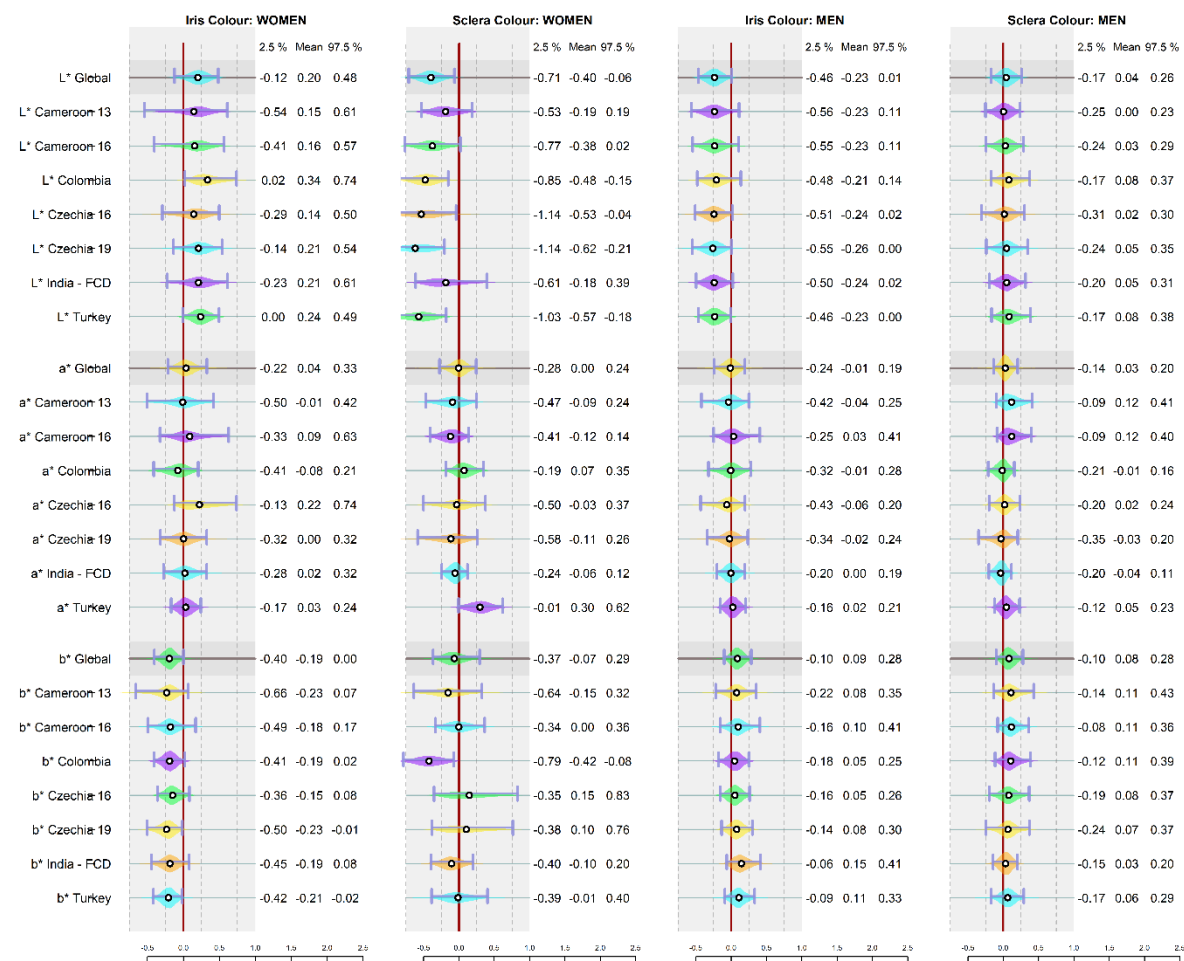 Iris Colour: WOMEN Sclera Colour: WOMEN Iris Colour: MEN Sclera Colour: MEN
2.5 % Mean 97.5 % 2.5 % Mean 97.5 % 2.5 % Mean 97.5 % 2.5 % Mean 97.5 %
L* Global -0.12 0.20 0.48 -0.71 -0.40 -0.06 -0.46 -0.23 0.01 -0.17 0.04 0.26
L* Cameroon 13 -0.54 0.15 0.61 -0.53 -0.19 0.19 -0.56 -0.23 0.11 -0.25 0.00 0.23
L* Cameroon 16 -0.41 0.16 0.57 -0.77 -0.38 0.02 -0.55 -0.23 0.11 -0.24 0.03 0.29
L* Colombia 0.02 0.34 0.74 -0.85 -0.48 -0.15 -0.48 -0.21 0.14 -0.17 0.08 0.37
L* Czechia 16 -0.29 0.14 0.50 -1.14 -0.53 -0.04 -0.51 -0.24 0.02 -0.31 0.02 0.30
L* Czechia 19 -0.14 0.21 0.54 -1.14 -0.62 -0.21 -0.55 -0.26 0.00 -0.24 0.05 0.35
L* India - FCD -0.23 0.21 0.61 -0.61 -0.18 0.39 -0.50 -0.24 0.02 -0.20 0.05 0.31
L* Turkey 0.00 0.24 0.49 -1.03 -0.57 -0.18 -0.46 -0.23 0.00 -0.17 0.08 0.38
a* Global -0.22 0.04 0.33 -0.28 0.00 0.24 -0.24 -0.01 0.19 -0.14 0.03 0.20
a* Cameroon 13 -0.50 -0.01 0.42 -0.47 -0.09 0.24 -0.42 -0.04 0.25 -0.09 0.12 0.41
a* Cameroon 16 -0.33 0.09 0.63 -0.41 -0.12 0.14 -0.25 0.03 0.41 -0.09 0.12 0.40
a* Colombia -0.41 -0.08 0.21 -0.19 0.07 0.35 -0.32 -0.01 0.28 -0.21 -0.01 0.16
a* Czechia 16 -0.13 0.22 0.74 -0.50 -0.03 0.37 -0.43 -0.06 0.20 -0.20 0.02 0.24
a* Czechia 19 -0.32 0.00 0.32 -0.58 -0.11 0.26 -0.34 -0.02 0.24 -0.35 -0.03 0.20
a* India - FCD -0.28 0.02 0.32 -0.24 -0.06 0.12 -0.20 0.00 0.19 -0.20 -0.04 0.11
a* Turkey -0.17 0.03 0.24 -0.01 0.30 0.62 -0.16 0.02 0.21 -0.12 0.05 0.23
b* Global -0.40 -0.19 0.00 -0.37 -0.07 0.29 -0.10 0.09 0.28 -0.10 0.08 0.28
b* Cameroon 13 -0.66 -0.23 0.07 -0.64 -0.15 0.32 -0.22 0.08 0.35 -0.14 0.11 0.43
b* Cameroon 16 -0.49 -0.18 0.17 -0.34 0.00 0.36 -0.16 0.10 0.41 -0.08 0.11 0.36
b* Colombia -0.41 -0.19 0.02 -0.79 -0.42 -0.08 -0.18 0.05 0.25 -0.12 0.11 0.39
b* Czechia 16 -0.36 -0.15 0.08 -0.35 0.15 0.83 -0.16 0.05 0.26 -0.19 0.08 0.37
b* Czechia 19 -0.50 -0.23 -0.01 -0.38 0.10 0.76 -0.14 0.08 0.30 -0.24 0.07 0.37
b* India - FCD -0.45 -0.19 0.08 -0.40 -0.10 0.20 -0.06 0.15 0.41 -0.15 0.03 0.20
b* Turkey -0.42 -0.21 -0.02 -0.39 -0.01 0.40 -0.09 0.11 0.33 -0.17 0.06 0.29
-0.5 0.0 0.5 1.0 1.5 2.0 2.5 -0.5 0.0 0.5 1.0 1.5 2.0 2.5 -0.5 0.0 0.5 1.0 1.5 2.0 2.5 -0.5 0.0 0.5 1.0 1.5 2.0 2.5